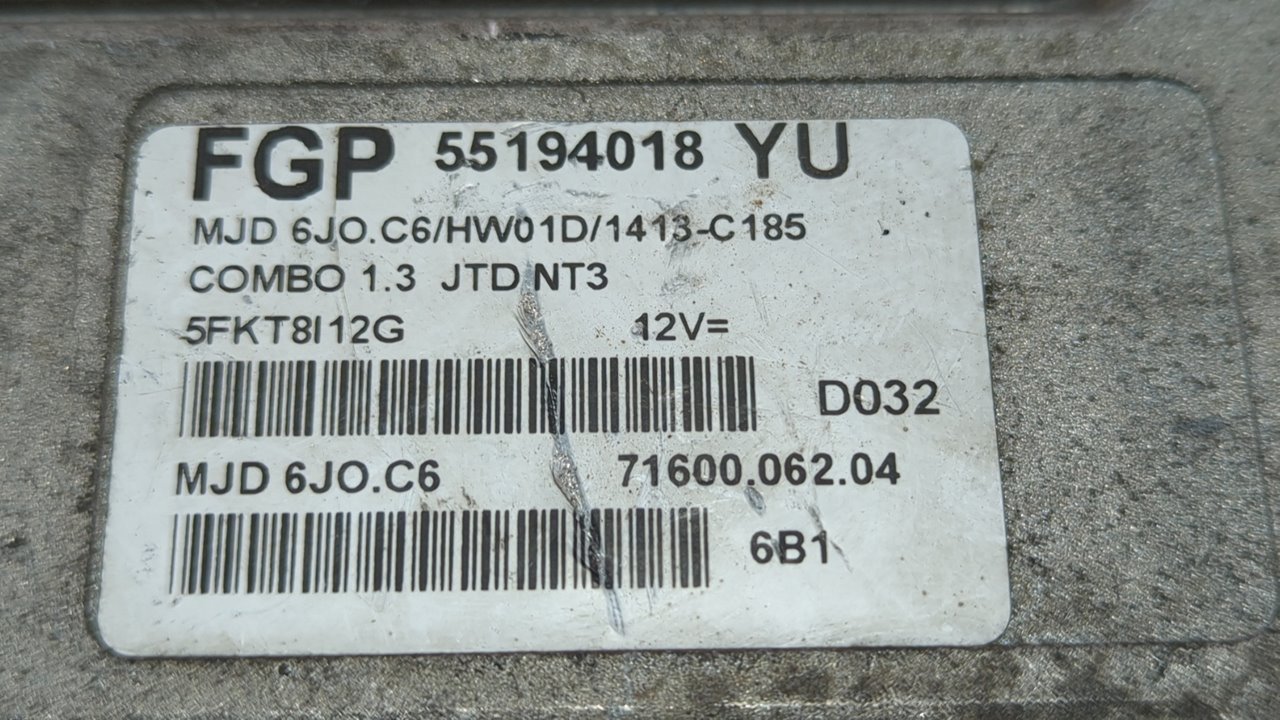 FGP 55194018 YU
MJD 6JO.C6/HW01D/1413-C185
COMBO 1.3 JTD NT3
5FKT8I12G 12V=
D032
MJD 6JO.C6 71600.062.04
6B1